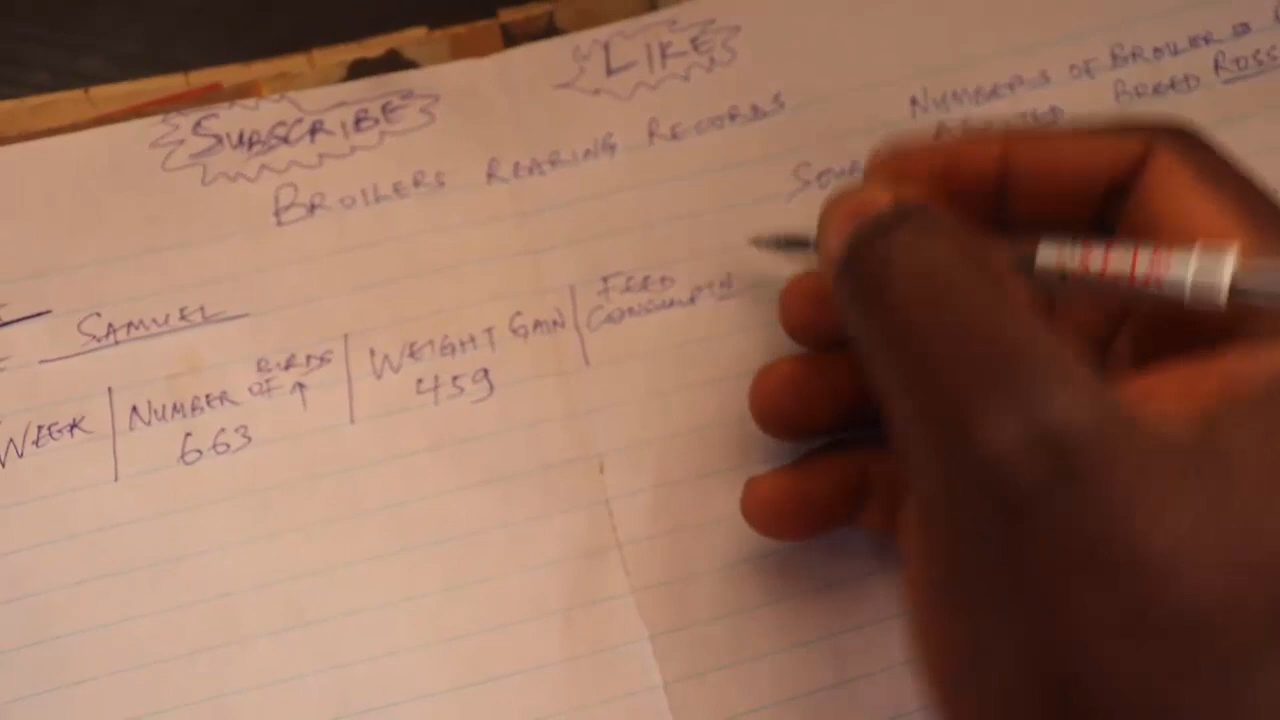 SUBSCRIBE
LIKE
BROILERS REARING RECORDS
NUMBERS OF BROILER
BREED ROSS
SAMUEL
WEEK
NUMBER OF BIRDS ↑
WEIGHT GAIN
FEED
663
459